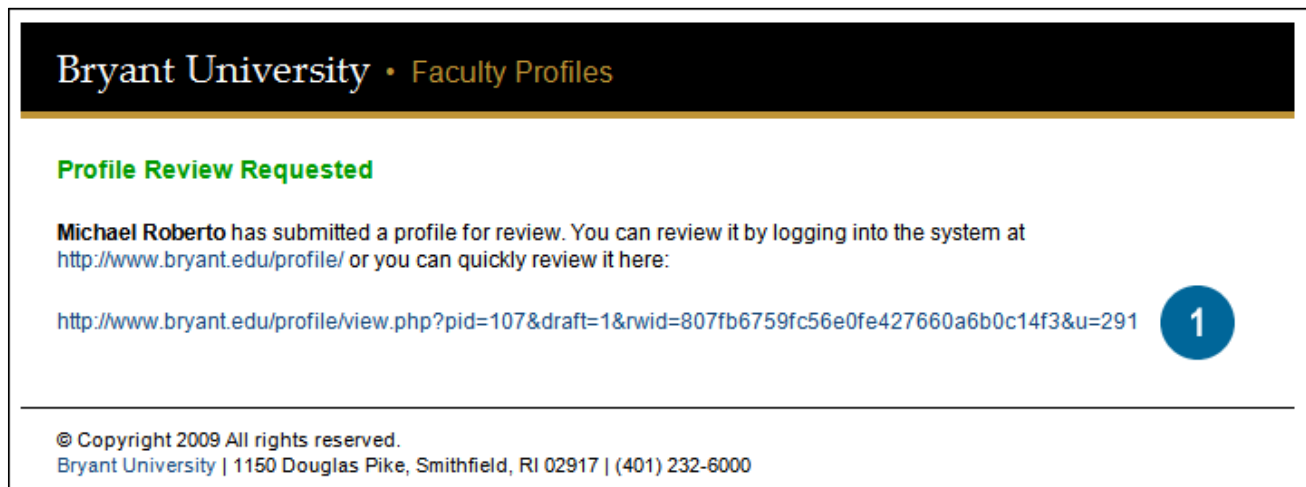 Bryant University • Faculty Profiles
Profile Review Requested
Michael Roberto has submitted a profile for review. You can review it by logging into the system at
http://www.bryant.edu/profile/ or you can quickly review it here:
http://www.bryant.edu/profile/view.php?pid=107&draft=1&rwid=807fb6759fc56e0fe427660a6b0c14f3&u=291
1
© Copyright 2009 All rights reserved.
Bryant University | 1150 Douglas Pike, Smithfield, RI 02917 | (401) 232-6000